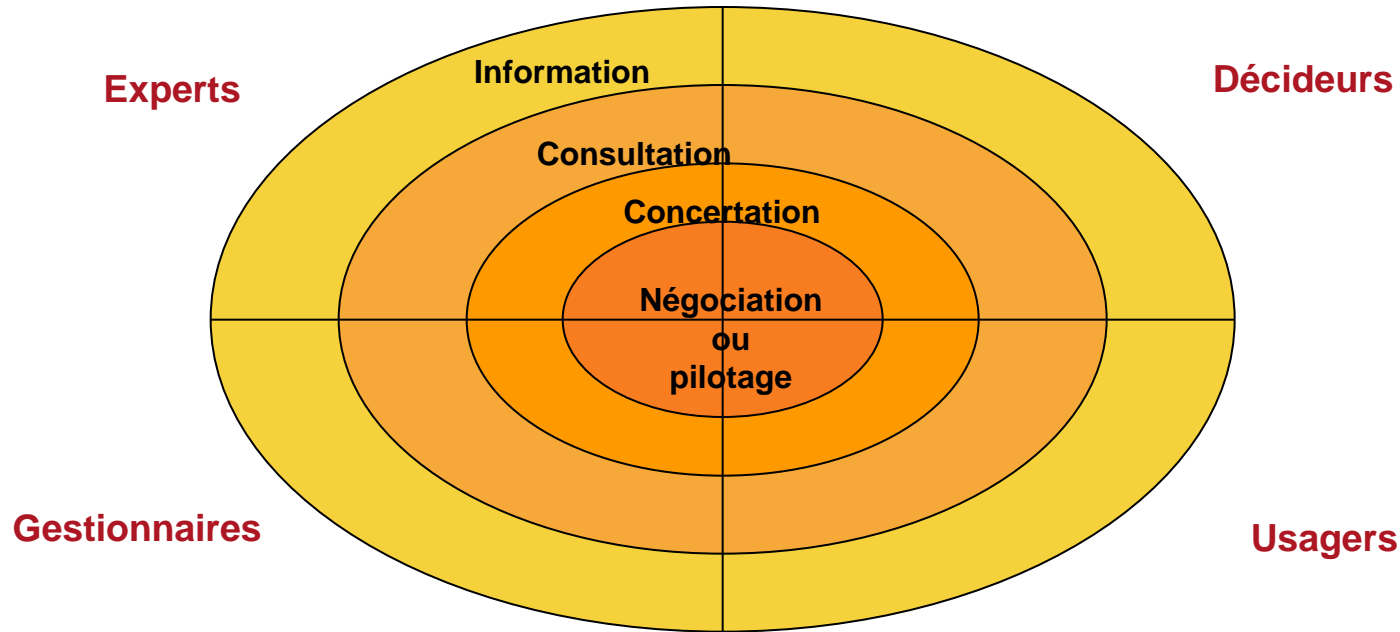 Information
Experts
Décideurs
Consultation
Concertation
Négociation
ou
pilotage
Gestionnaires
Usagers